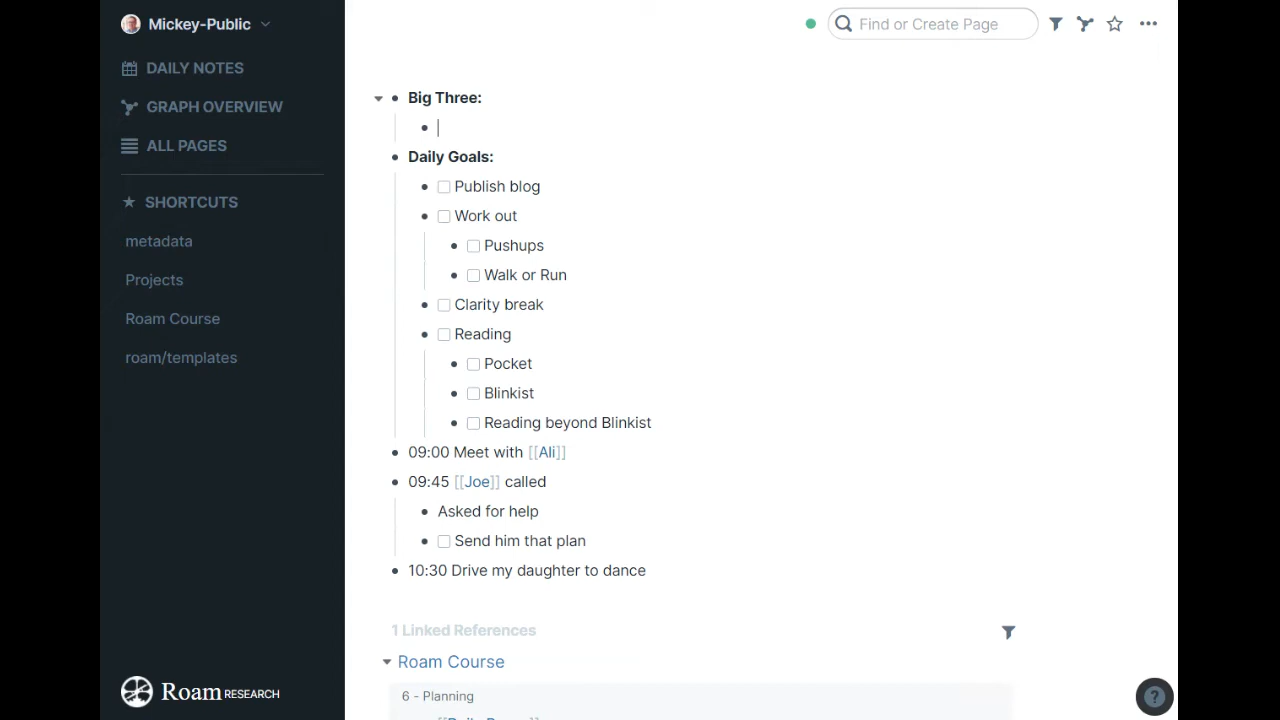 Mickey-Public
Find or Create Page
DAILY NOTES
GRAPH OVERVIEW
ALL PAGES
SHORTCUTS
metadata
Projects
Roam Course
roam/templates
Roam RESEARCH
Big Three:
Daily Goals:
Publish blog
Work out
Pushups
Walk or Run
Clarity break
Reading
Pocket
Blinkist
Reading beyond Blinkist
09:00 Meet with [[Ali]]
09:45 [[Joe]] called
Asked for help
Send him that plan
10:30 Drive my daughter to dance
1 Linked References
Roam Course
6 - Planning
?